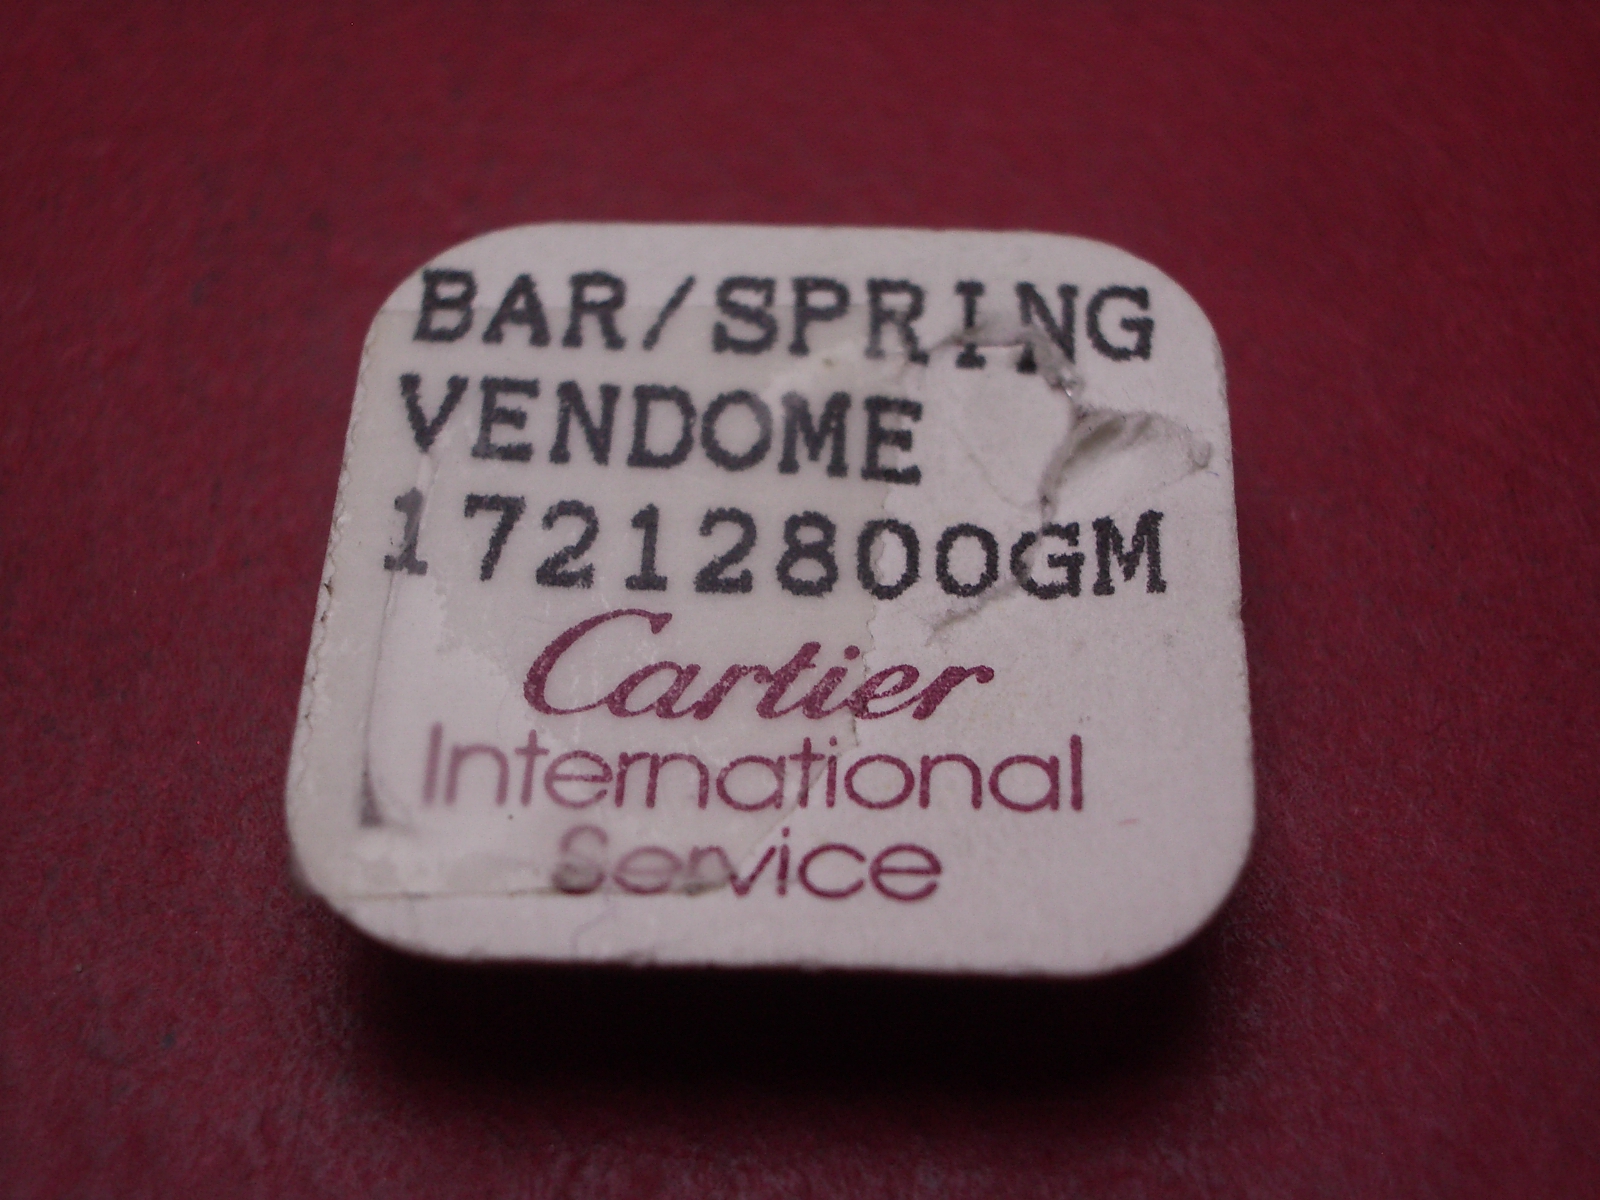 BAR/SPRING
VENDOME
17212800GM
Cartier
International
Service